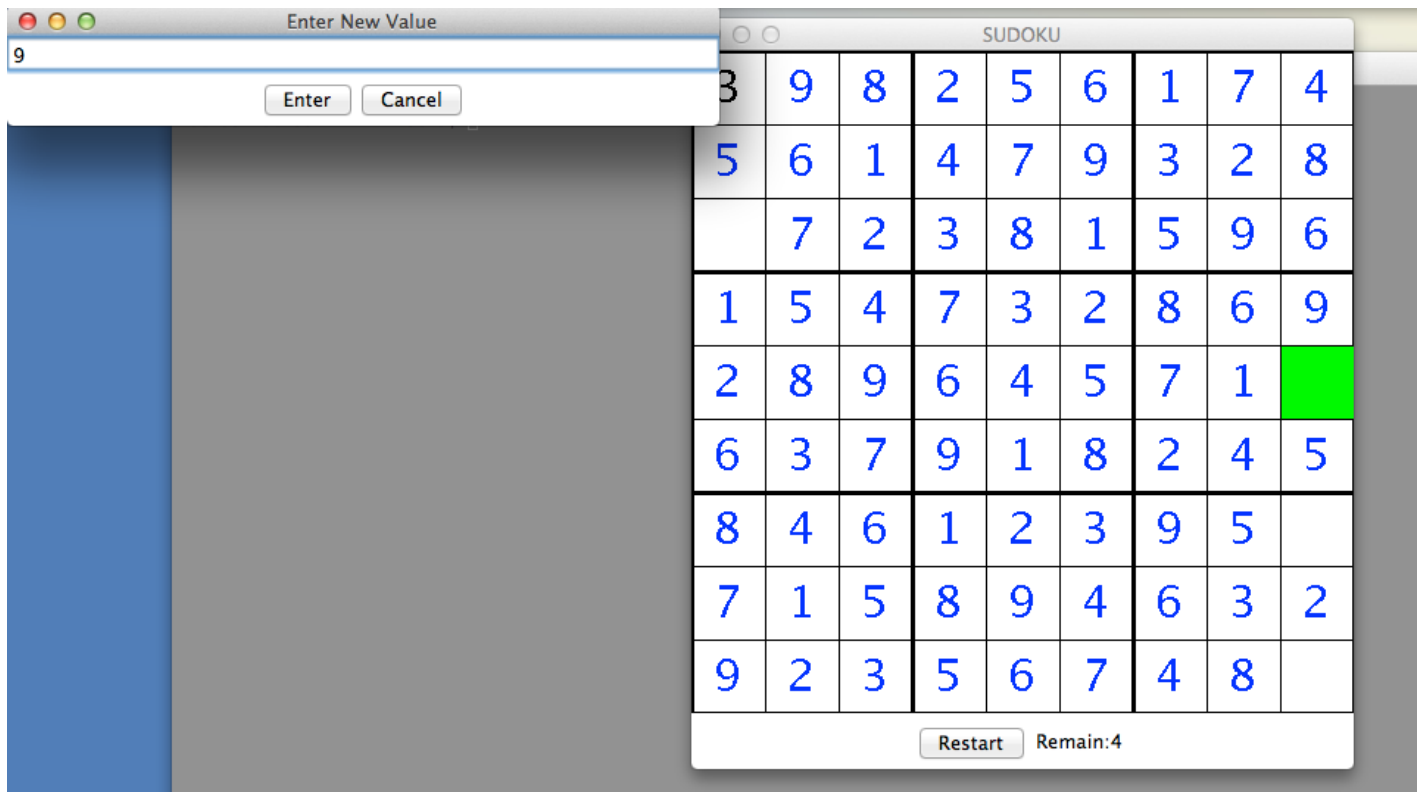 Enter New Value
9
Enter Cancel
SUDOKU
3 9 8 2 5 6 1 7 4
5 6 1 4 7 9 3 2 8
7 2 3 8 1 5 9 6
1 5 4 7 3 2 8 6 9
2 8 9 6 4 5 7 1
6 3 7 9 1 8 2 4 5
8 4 6 1 2 3 9 5
7 1 5 8 9 4 6 3 2
9 2 3 5 6 7 4 8
Restart Remain:4